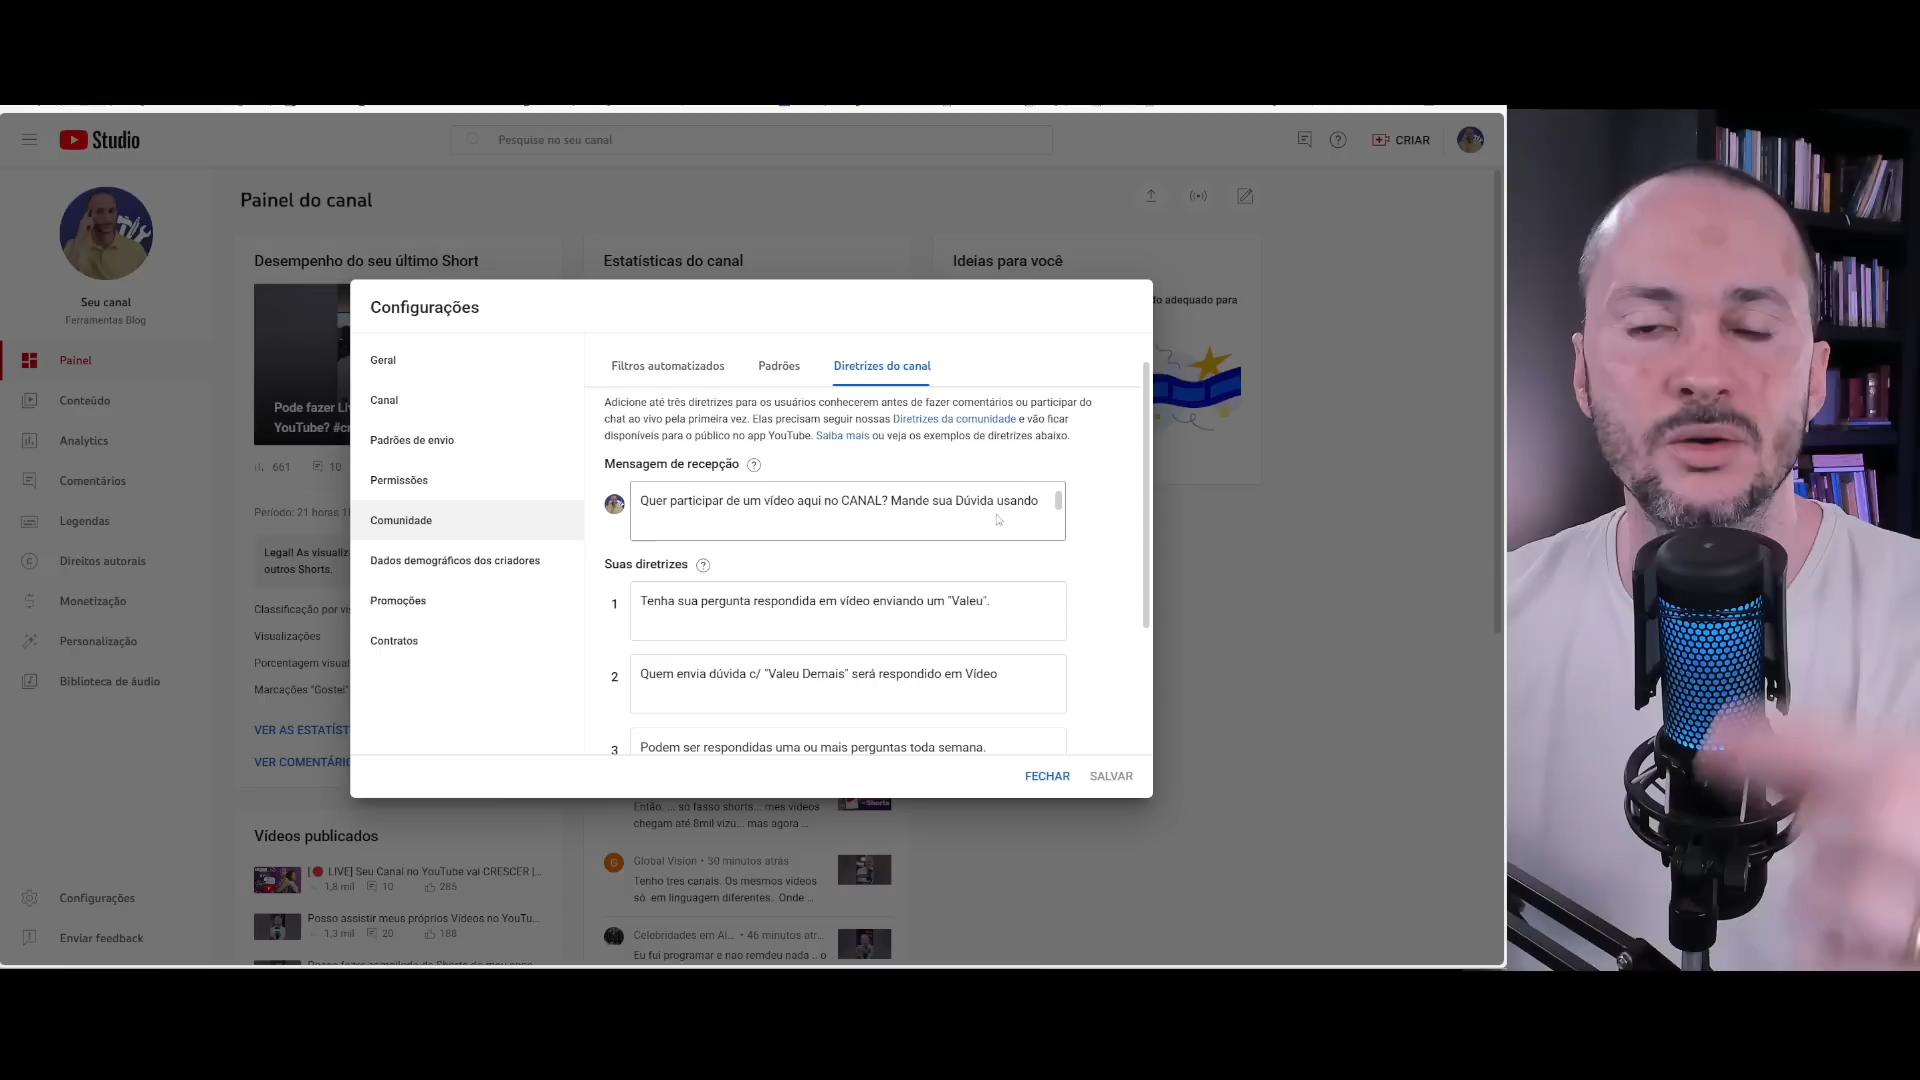 Studio
Pesquise no seu canal
CRIAR
Painel do canal
Seu canal
Ferramentas Blog
Painel
Conteúdo
Analytics
Comentários
Legendas
Direitos autorais
Monetização
Personalização
Biblioteca de áudio
Configurações
Enviar feedback
Desempenho do seu último Short
Estatísticas do canal
Ideias para você
do adequado para
Pode fazer
YouTube?
661
10
Período: 21 horas
Legal! As visualiz
outros Shorts.
Classificação por vi
Visualizações
Porcentagem visual
Marcações "Gostei"
VER AS ESTATÍST
VER COMENTÁRIO
Configurações
Geral
Canal
Padrões de envio
Permissões
Comunidade
Dados demográficos dos criadores
Promoções
Contratos
Filtros automatizados
Padrões
Diretrizes do canal
Adicione até três diretrizes para os usuários conhecerem antes de fazer comentários ou participar do
chat ao vivo pela primeira vez. Elas precisam seguir nossas Diretrizes da comunidade e vão ficar
disponíveis para o público no app YouTube. Saiba mais ou veja os exemplos de diretrizes abaixo.
Mensagem de recepção
Quer participar de um vídeo aqui no CANAL? Mande sua Dúvida usando
Suas diretrizes
1 Tenha sua pergunta respondida em vídeo enviando um "Valeu".
2 Quem envia dúvida c/ "Valeu Demais" será respondido em Vídeo
3 Podem ser respondidas uma ou mais perguntas toda semana.
FECHAR SALVAR
Vídeos publicados
[🔴 LIVE] Seu Canal no YouTube vai CRESCER |...
1,8 mil 10 285
Posso assistir meus próprios Vídeos no YouTu...
1,3 mil 20 188
Então. ... só fasso shorts... mes vídeos
chegam até 8mil vizu... mas agora ...
G
Global Vision • 30 minutos atrás
Tenho tres canais. Os mesmos videos
só em linguagem diferentes. Onde ...
Celebridades em Al... • 46 minutos atr...
Eu fui programar e nao remdeu nada .. o